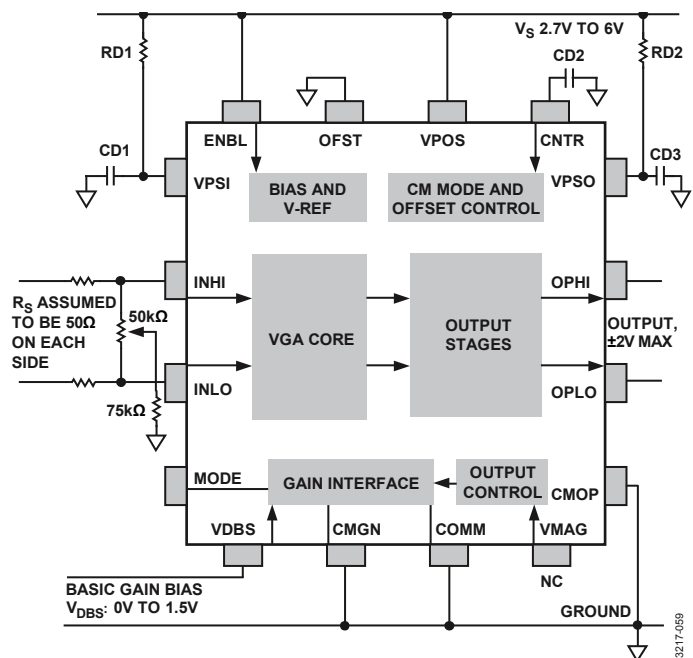 V_S 2.7V TO 6V
RD1
RD2
CD2
ENBL
OFST
VPOS
CNTR
CD1
CD3
VPSI
VPSO
BIAS AND
V-REF
CM MODE AND
OFFSET CONTROL
INHI
OPHI
R_S ASSUMED
TO BE 50Ω
ON EACH
SIDE
50kΩ
VGA CORE
OUTPUT
STAGES
OUTPUT,
±2V MAX
INLO
OPLO
75kΩ
MODE
GAIN INTERFACE
OUTPUT
CONTROL
CMOP
VDBS
CMGN
COMM
VMAG
NC
BASIC GAIN BIAS
V_DBS: 0V TO 1.5V
GROUND
3217-059